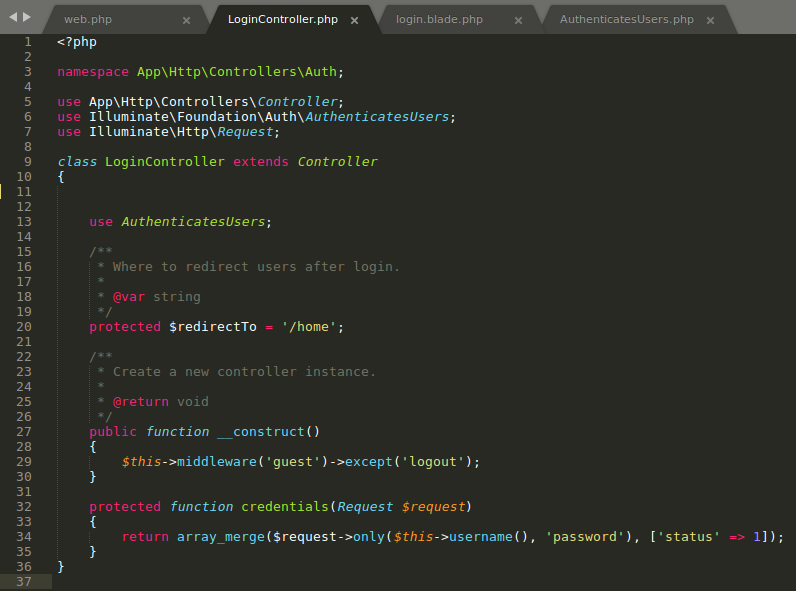 web.php × LoginController.php × login.blade.php × AuthenticatesUsers.php ×
1 <?php
2
3 namespace App\Http\Controllers\Auth;
4
5 use App\Http\Controllers\Controller;
6 use Illuminate\Foundation\Auth\AuthenticatesUsers;
7 use Illuminate\Http\Request;
8
9 class LoginController extends Controller
10 {
11
12
13     use AuthenticatesUsers;
14
15     /**
16      * Where to redirect users after login.
17      *
18      * @var string
19      */
20     protected $redirectTo = '/home';
21
22     /**
23      * Create a new controller instance.
24      *
25      * @return void
26      */
27     public function __construct()
28     {
29         $this->middleware('guest')->except('logout');
30     }
31
32     protected function credentials(Request $request)
33     {
34         return array_merge($request->only($this->username(), 'password'), ['status' => 1]);
35     }
36 }
37